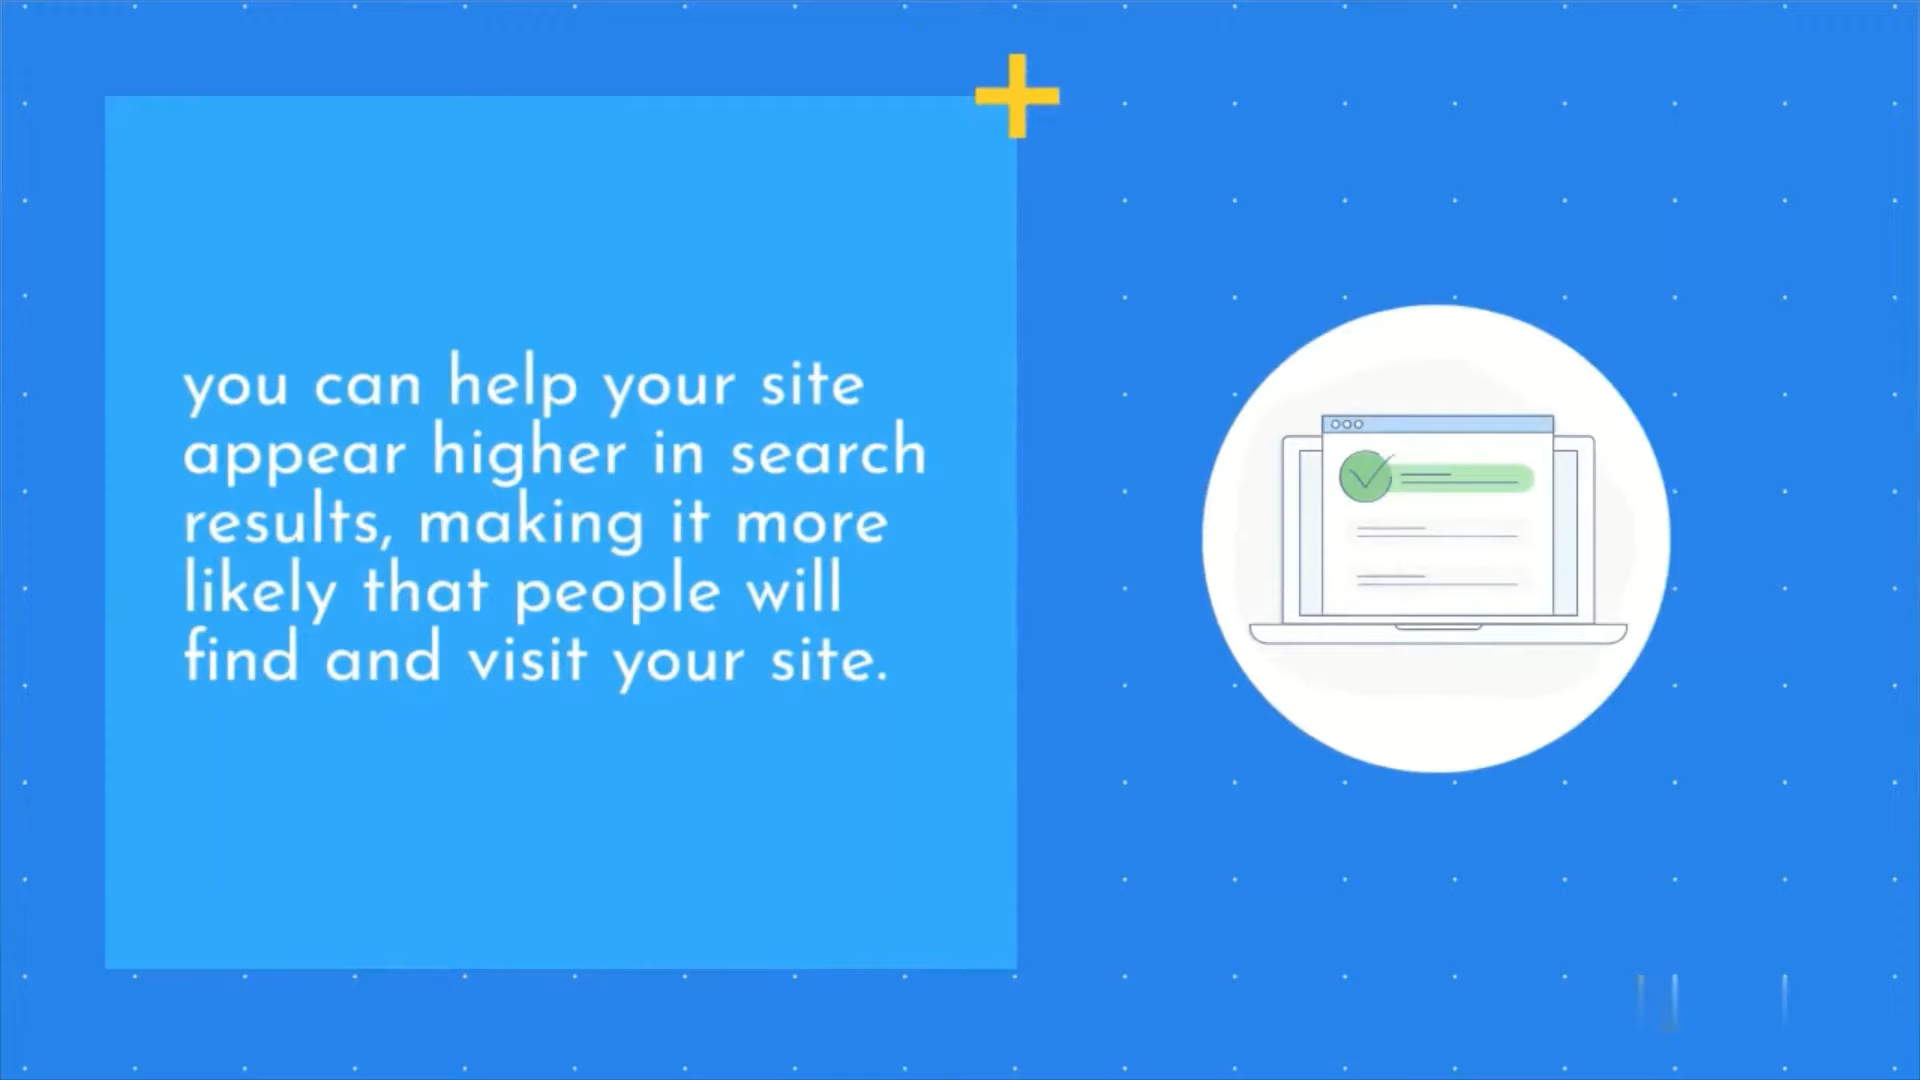 you can help your site
appear higher in search
results, making it more
likely that people will
find and visit your site.